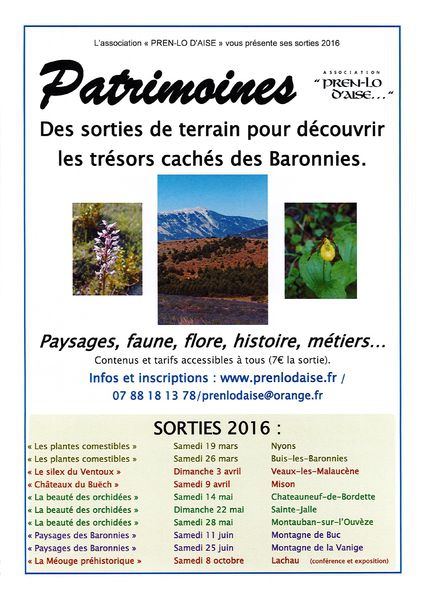 L'association « PREN-LO D'AISE » vous présente ses sorties 2016
Patrimoines
ASSOCIATION
“ PREN-LO
D'AISE... ”
Des sorties de terrain pour découvrir
les trésors cachés des Baronnies.
Paysages, faune, flore, histoire, métiers...
Contenus et tarifs accessibles à tous (7€ la sortie).
Infos et inscriptions : www.prenlodaise.fr /
07 88 18 13 78/prenlodaise@orange.fr
SORTIES 2016 :
« Les plantes comestibles » Samedi 19 mars Nyons
« Les plantes comestibles » Samedi 26 mars Buis-les-Baronnies
« Le silex du Ventoux » Dimanche 3 avril Veaux-les-Malaucène
« Châteaux du Buëch » Samedi 9 avril Mison
« La beauté des orchidées » Samedi 14 mai Chateauneuf-de-Bordette
« La beauté des orchidées » Dimanche 22 mai Sainte-Jalle
« La beauté des orchidées » Samedi 28 mai Montauban-sur-l'Ouvèze
« Paysages des Baronnies » Samedi 11 juin Montagne de Buc
« Paysages des Baronnies » Samedi 25 juin Montagne de la Vanige
« La Méouge préhistorique » Samedi 8 octobre Lachau (conférence et exposition)